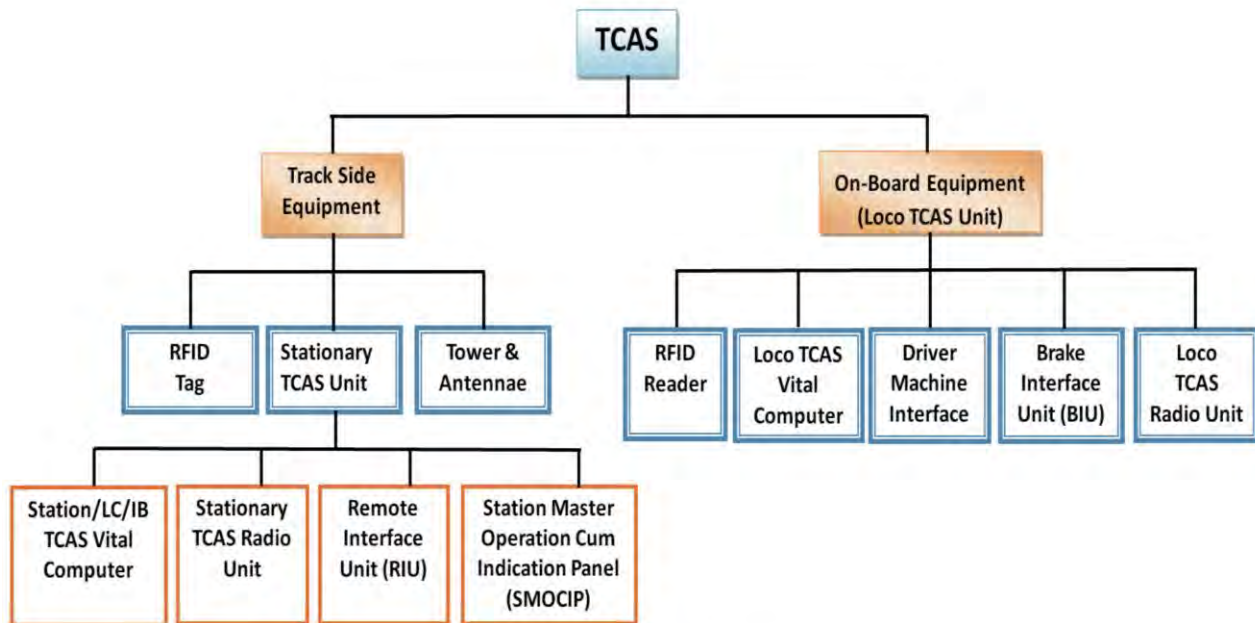 TCAS
Track Side
Equipment
On-Board Equipment
(Loco TCAS Unit)
RFID
Tag
Stationary
TCAS Unit
Tower &
Antennae
RFID
Reader
Loco TCAS
Vital
Computer
Driver
Machine
Interface
Brake
Interface
Unit (BIU)
Loco
TCAS
Radio Unit
Station/LC/IB
TCAS Vital
Computer
Stationary
TCAS Radio
Unit
Remote
Interface
Unit (RIU)
Station Master
Operation Cum
Indication Panel
(SMOCIP)